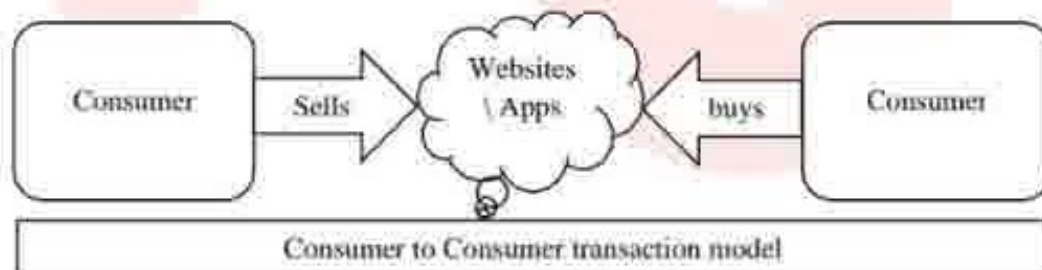 Consumer
Sells
Websites
\ Apps
buys
Consumer
Consumer to Consumer transaction model